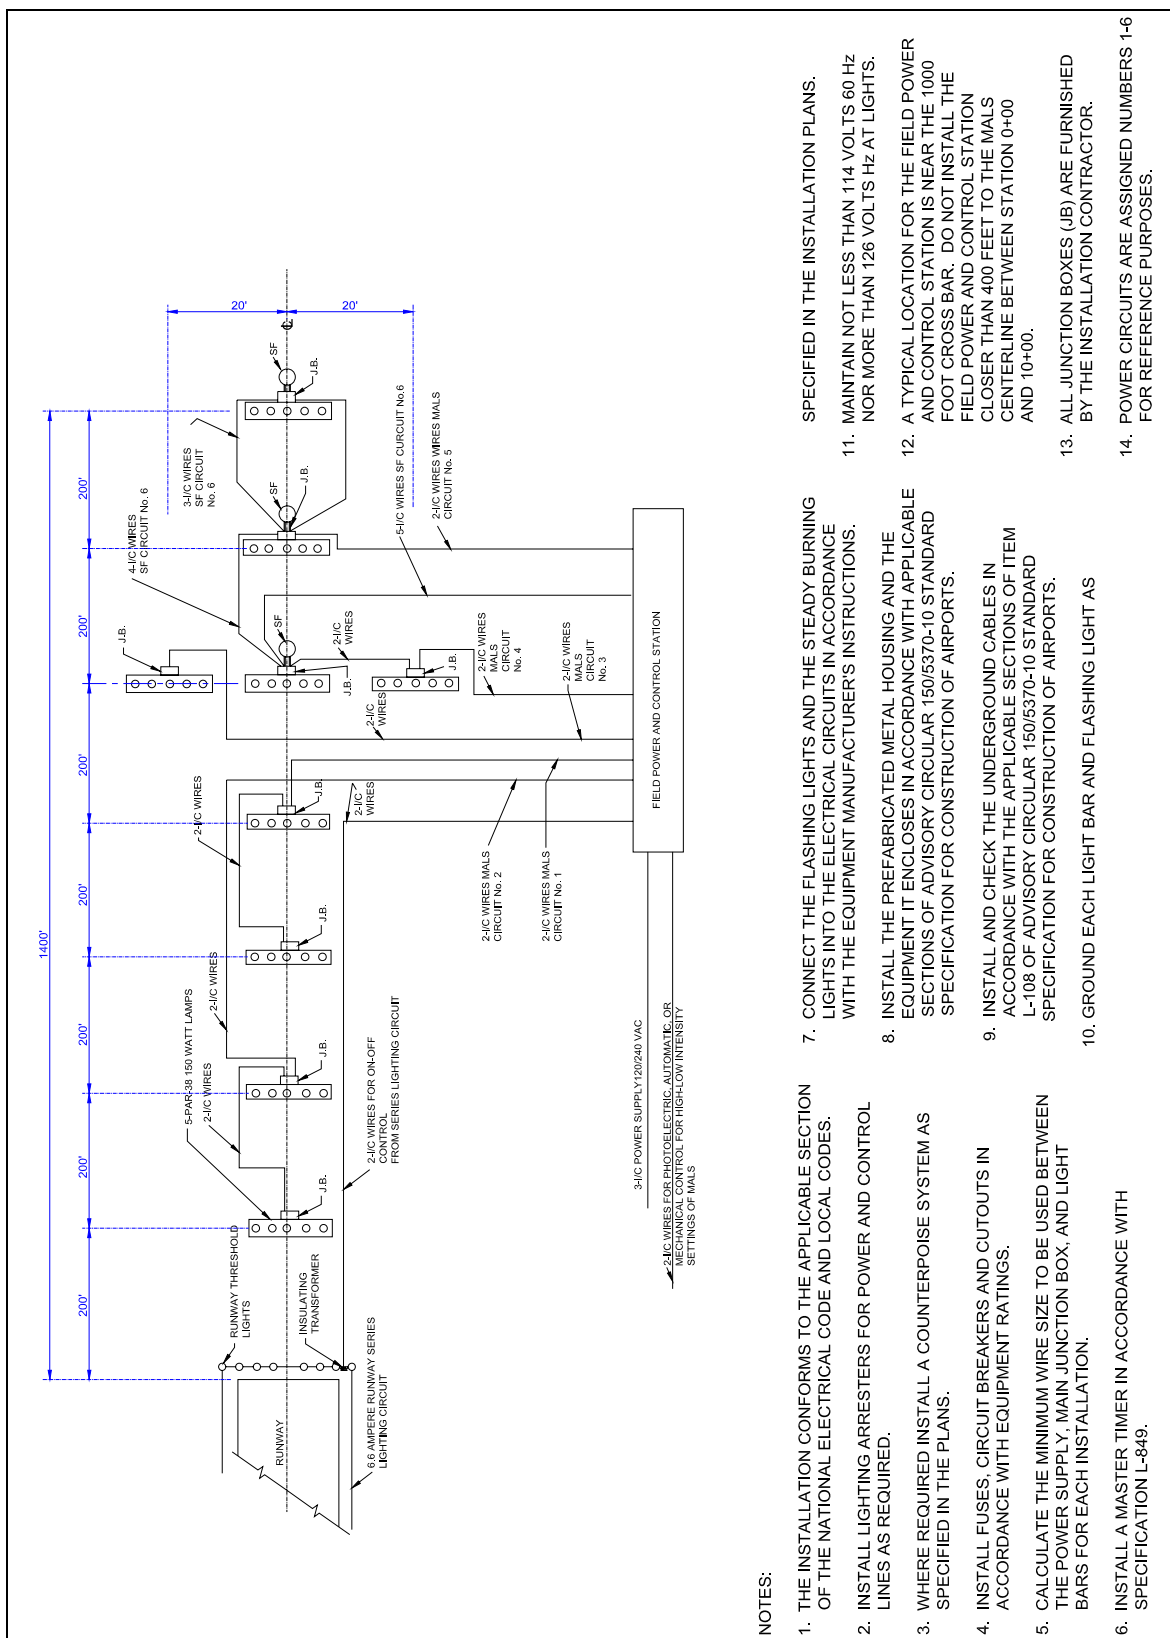 1400'
200'
200'
200'
200'
200'
200'
200'
20'
20'
RUNWAY
6.6 AMPERE RUNWAY SERIES
LIGHTING CIRCUIT
RUNWAY THRESHOLD
LIGHTS
INSULATING
TRANSFORMER
5-PAR-38 150 WATT LAMPS
2-I/C WIRES
J.B.
2-I/C WIRES FOR ON-OFF
CONTROL
FROM SERIES LIGHTING CIRCUIT
2-I/C WIRES
J.B.
J.B.
2-I/C WIRES
J.B.
2-I/C
WIRES
2-I/C WIRES MALS
CIRCUIT No. 2
2-I/C WIRES MALS
CIRCUIT No. 1
J.B.
2-I/C
WIRES
J.B.
SF
2-I/C
WIRES
J.B.
2-I/C WIRES
MALS
CIRCUIT
No. 4
2-I/C WIRES
MALS
CIRCUIT
No. 3
4-I/C WIRES
SF CIRCUIT No. 6
SF
J.B.
3-I/C WIRES
SF CIRCUIT
No. 6
5-I/C WIRES SF CURCUIT No.6
2-I/C WIRES WIRES MALS
CIRCUIT No. 5
SF
J.B.
FIELD POWER AND CONTROL STATION
3-I/C POWER SUPPLY120/240 VAC
2-I/C WIRES FOR PHOTOELECTRIC, AUTOMATIC, OR
MECHANICAL CONTROL FOR HIGH-LOW INTENSITY
SETTINGS OF MALS
NOTES:
1. THE INSTALLATION CONFORMS TO THE APPLICABLE SECTION
OF THE NATIONAL ELECTRICAL CODE AND LOCAL CODES.
2. INSTALL LIGHTING ARRESTERS FOR POWER AND CONTROL
LINES AS REQUIRED.
3. WHERE REQUIRED INSTALL A COUNTERPOISE SYSTEM AS
SPECIFIED IN THE PLANS.
4. INSTALL FUSES, CIRCUIT BREAKERS AND CUTOUTS IN
ACCORDANCE WITH EQUIPMENT RATINGS.
5. CALCULATE THE MINIMUM WIRE SIZE TO BE USED BETWEEN
THE POWER SUPPLY, MAIN JUNCTION BOX, AND LIGHT
BARS FOR EACH INSTALLATION.
6. INSTALL A MASTER TIMER IN ACCORDANCE WITH
SPECIFICATION L-849.
7. CONNECT THE FLASHING LIGHTS AND THE STEADY BURNING
LIGHTS INTO THE ELECTRICAL CIRCUITS IN ACCORDANCE
WITH THE EQUIPMENT MANUFACTURER'S INSTRUCTIONS.
8. INSTALL THE PREFABRICATED METAL HOUSING AND THE
EQUIPMENT IT ENCLOSES IN ACCORDANCE WITH APPLICABLE
SECTIONS OF ADVISORY CIRCULAR 150/5370-10 STANDARD
SPECIFICATION FOR CONSTRUCTION OF AIRPORTS.
9. INSTALL AND CHECK THE UNDERGROUND CABLES IN
ACCORDANCE WITH THE APPLICABLE SECTIONS OF ITEM
L-108 OF ADVISORY CIRCULAR 150/5370-10 STANDARD
SPECIFICATION FOR CONSTRUCTION OF AIRPORTS.
10. GROUND EACH LIGHT BAR AND FLASHING LIGHT AS
SPECIFIED IN THE INSTALLATION PLANS.
11. MAINTAIN NOT LESS THAN 114 VOLTS 60 Hz
NOR MORE THAN 126 VOLTS Hz AT LIGHTS.
12. A TYPICAL LOCATION FOR THE FIELD POWER
AND CONTROL STATION IS NEAR THE 1000
FOOT CROSS BAR. DO NOT INSTALL THE
FIELD POWER AND CONTROL STATION
CLOSER THAN 400 FEET TO THE MALS
CENTERLINE BETWEEN STATION 0+00
AND 10+00.
13. ALL JUNCTION BOXES (JB) ARE FURNISHED
BY THE INSTALLATION CONTRACTOR.
14. POWER CIRCUITS ARE ASSIGNED NUMBERS 1-6
FOR REFERENCE PURPOSES.